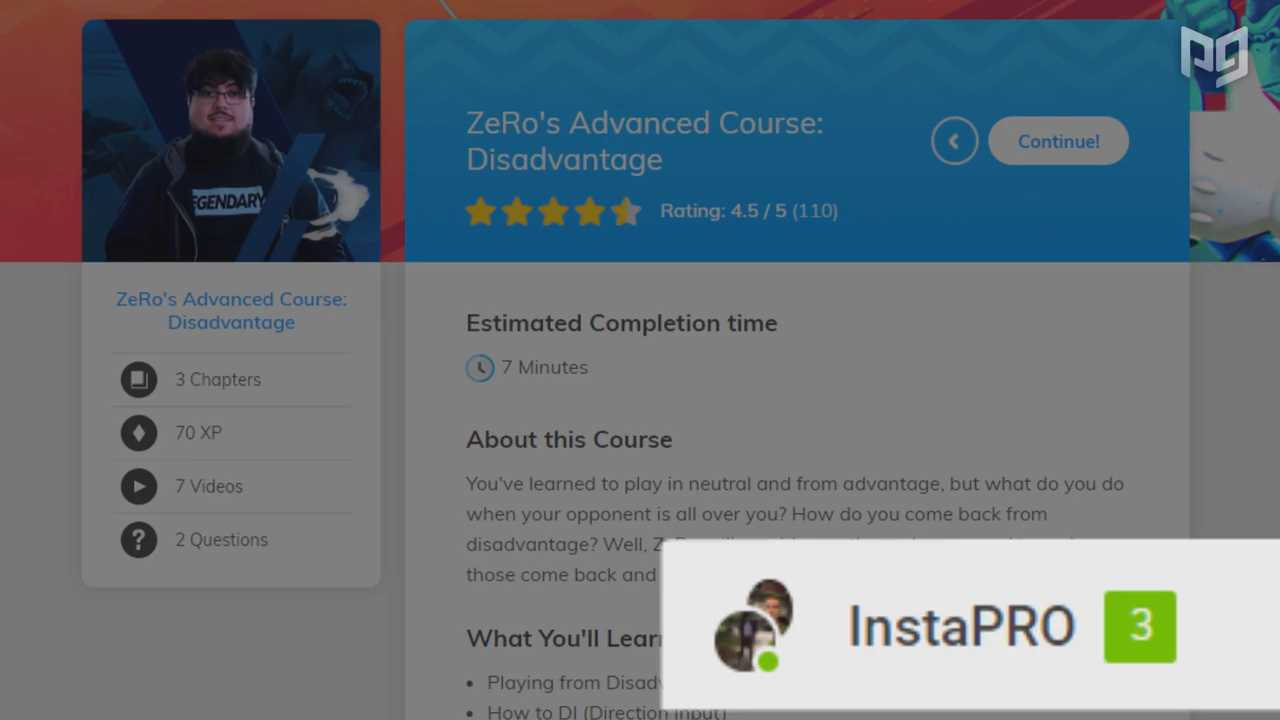 PG
EGENDARY
ZeRo's Advanced Course:
Disadvantage
Continue!
Rating: 4.5 / 5 (110)
ZeRo's Advanced Course:
Disadvantage
3 Chapters
70 XP
7 Videos
2 Questions
Estimated Completion time
7 Minutes
About this Course
You've learned to play in neutral and from advantage, but what do you do
when your opponent is all over you? How do you come back from
disadvantage? Well,
those come back and
What You'll Lear
Playing from Disad
How to DI (Direction Input)
InstaPRO 3